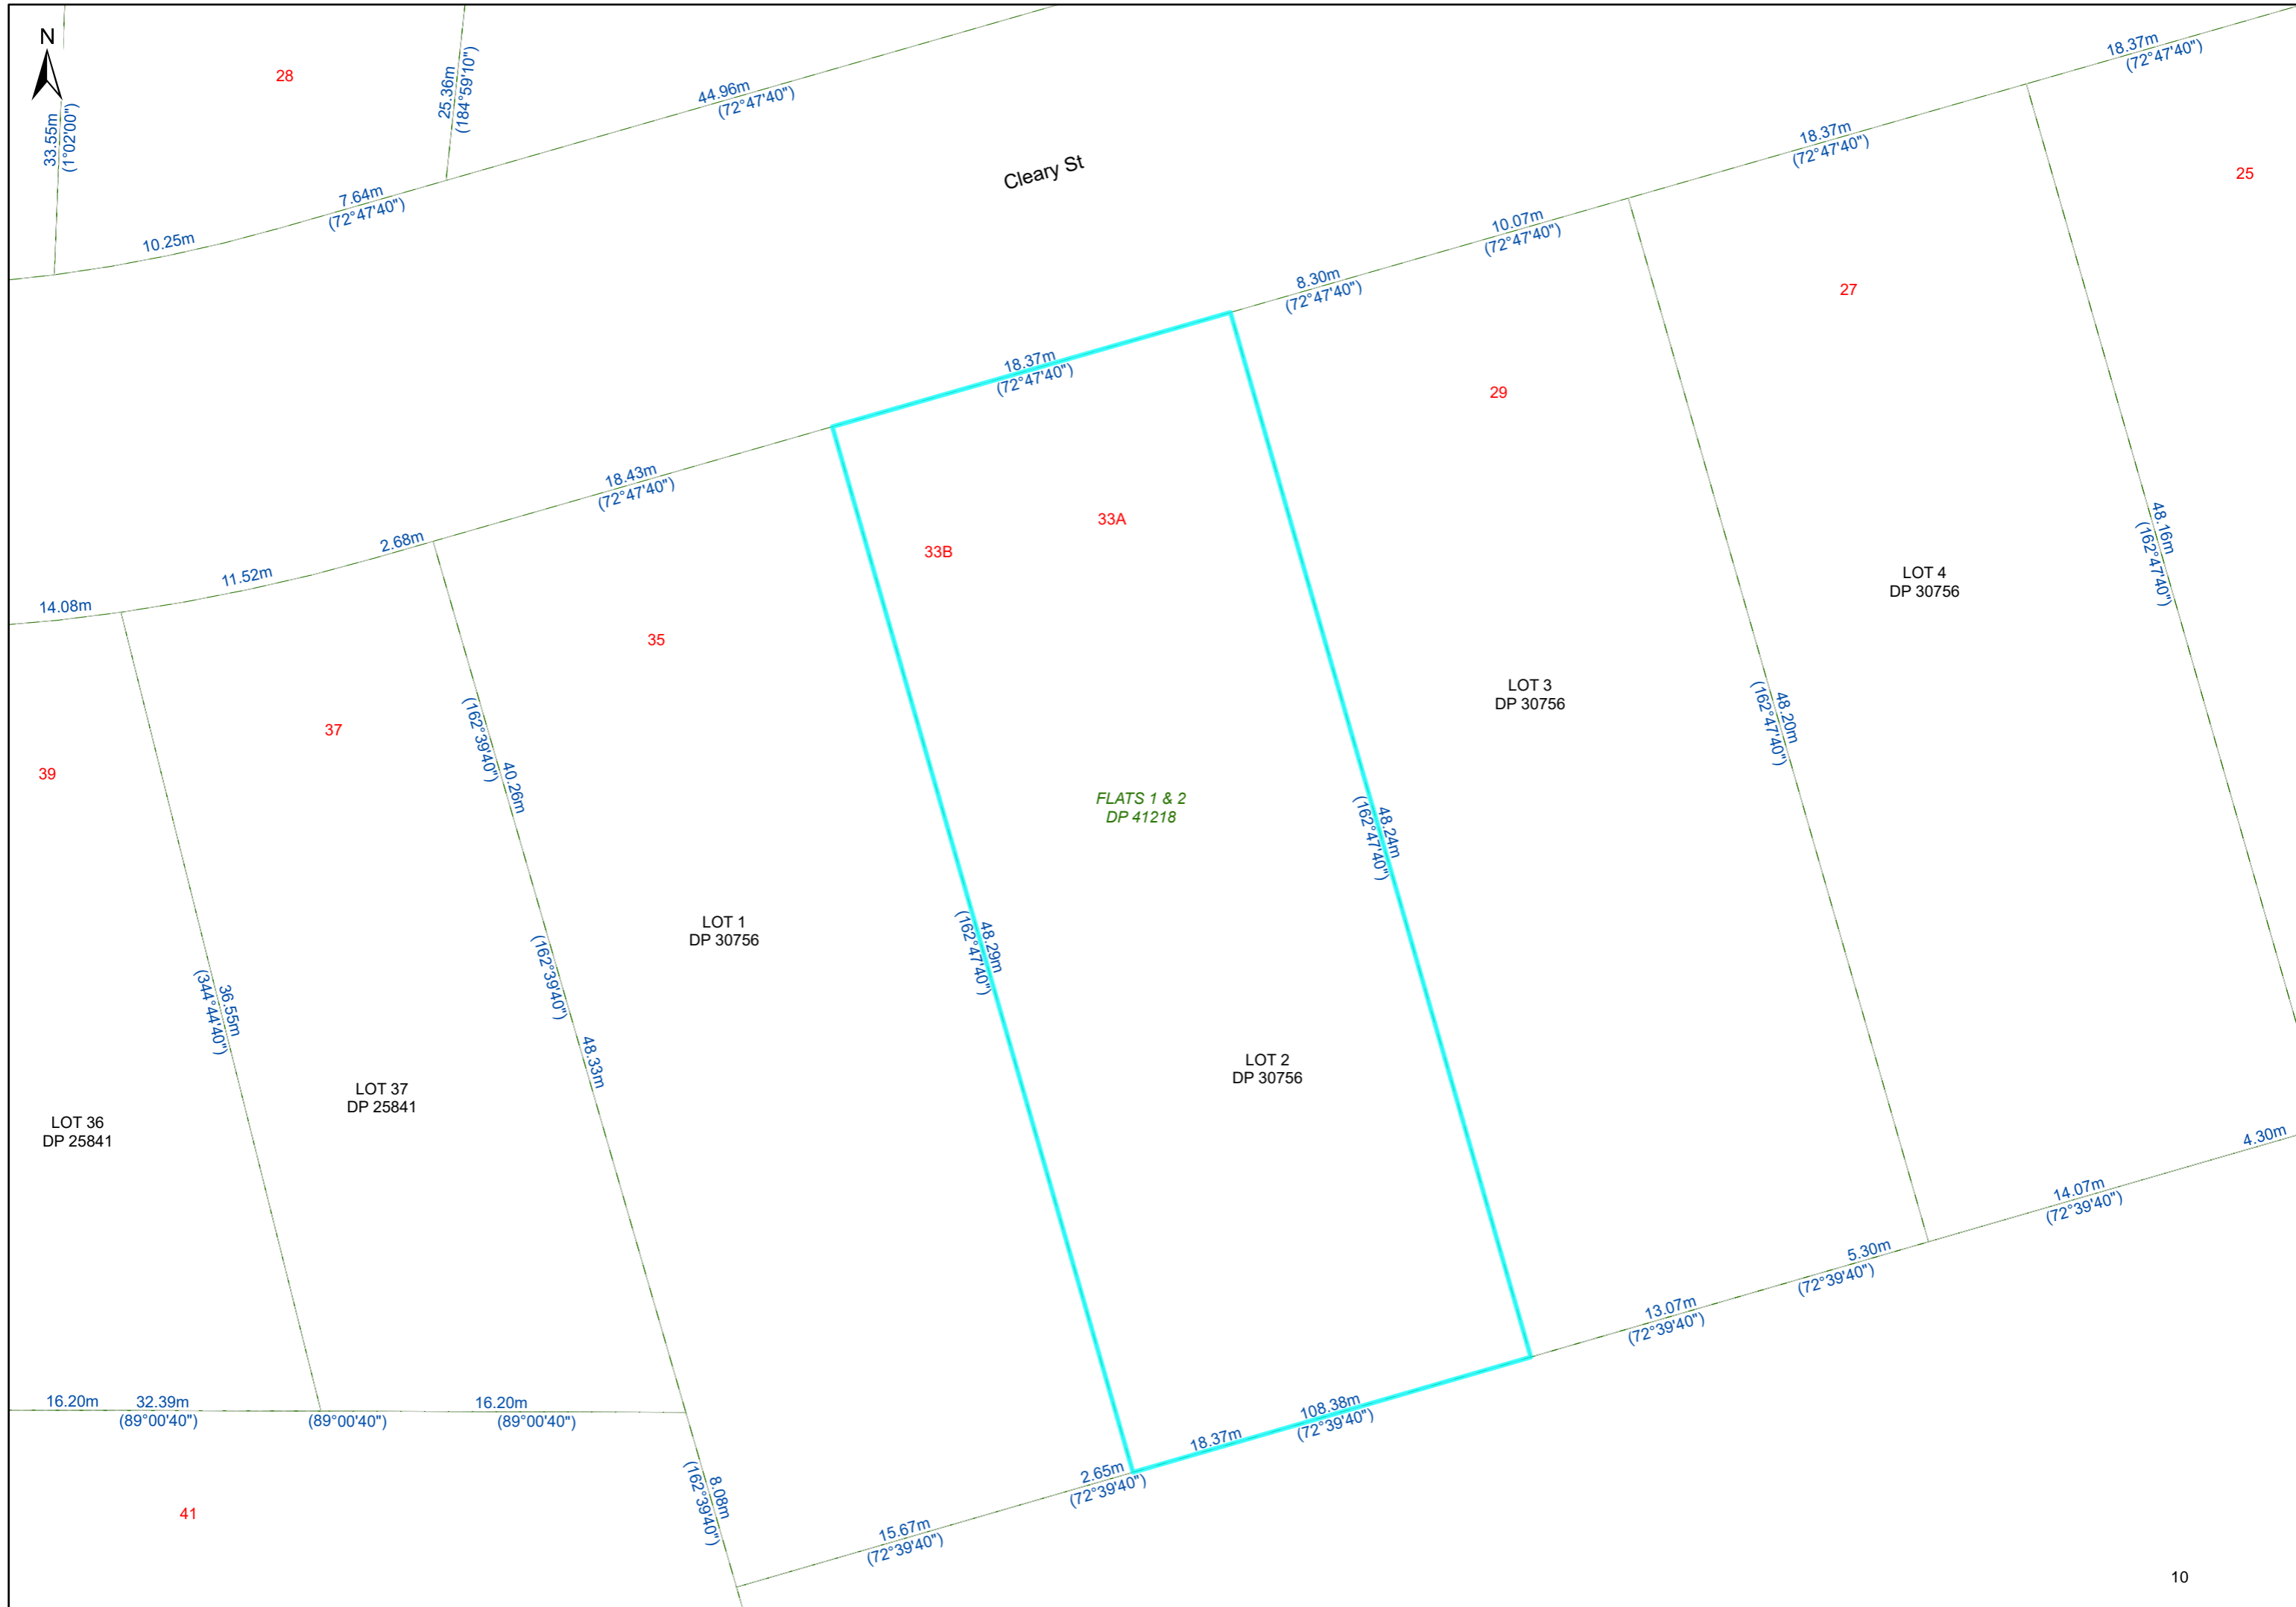 N
28
33.55m
(1°02'00")
25.36m
(184°59'10")
44.96m
(72°47'40")
18.37m
(72°47'40")
Cleary St
18.37m
(72°47'40")
25
7.64m
(72°47'40")
10.25m
10.07m
(72°47'40")
8.30m
(72°47'40")
27
18.37m
(72°47'40")
29
18.43m
(72°47'40")
33A
33B
2.68m
11.52m
14.08m
48.16m
(162°47'40")
LOT 4
DP 30756
35
37
39
(162°39'40")
40.26m
LOT 3
DP 30756
48.20m
(162°47'40")
FLATS 1 & 2
DP 41218
48.24m
(162°47'40")
LOT 1
DP 30756
48.29m
(162°47'40")
(162°39'40")
48.33m
36.55m
(344°44'40")
LOT 2
DP 30756
LOT 37
DP 25841
LOT 36
DP 25841
4.30m
14.07m
(72°39'40")
5.30m
(72°39'40")
13.07m
(72°39'40")
16.20m
32.39m
(89°00'40")
(89°00'40")
16.20m
(89°00'40")
108.38m
(72°39'40")
18.37m
2.65m
(72°39'40")
8.08m
(162°39'40")
41
15.67m
(72°39'40")
10